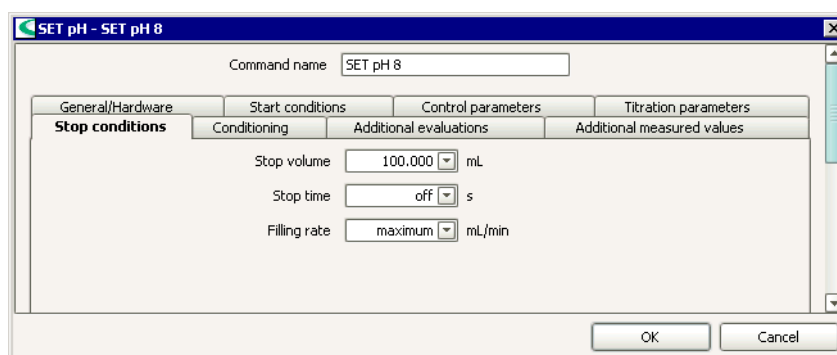 SET pH - SET pH 8
Command name SET pH 8
General/Hardware Start conditions Control parameters Titration parameters
Stop conditions Conditioning Additional evaluations Additional measured values
Stop volume 100.000 mL
Stop time off s
Filling rate maximum mL/min
OK Cancel